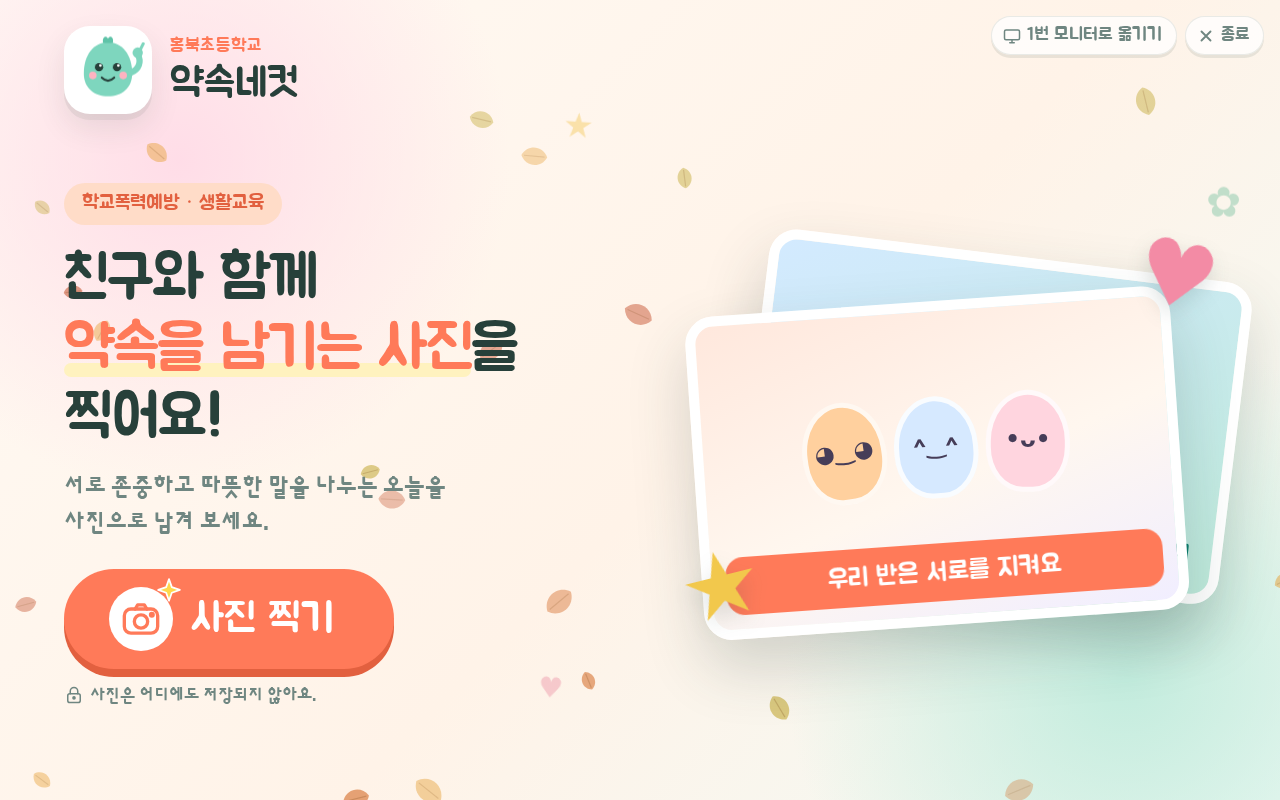 홍북초등학교
약속네컷
1번 모니터로 옮기기
종료
학교폭력예방 · 생활교육
친구와 함께
약속을 남기는 사진을
찍어요!
서로 존중하고 따뜻한 말을 나누는 오늘을
사진으로 남겨 보세요.
우리 반은 서로를 지켜요
사진 찍기
사진은 어디에도 저장되지 않아요.